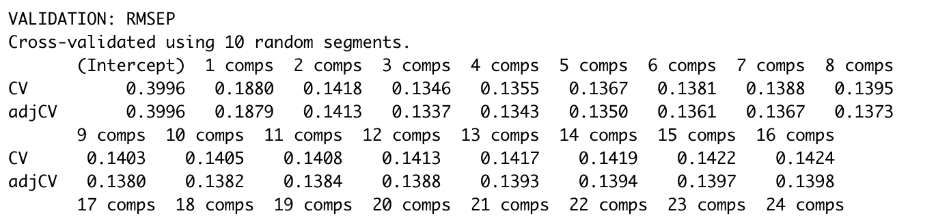 VALIDATION: RMSEP
Cross-validated using 10 random segments.
       (Intercept)  1 comps  2 comps  3 comps  4 comps  5 comps  6 comps  7 comps  8 comps
CV          0.3996   0.1880   0.1418   0.1346   0.1355   0.1367   0.1381   0.1388   0.1395
adjCV       0.3996   0.1879   0.1413   0.1337   0.1343   0.1350   0.1361   0.1367   0.1373
       9 comps  10 comps  11 comps  12 comps  13 comps  14 comps  15 comps  16 comps
CV      0.1403    0.1405    0.1408    0.1413    0.1417    0.1419    0.1422    0.1424
adjCV   0.1380    0.1382    0.1384    0.1388    0.1393    0.1394    0.1397    0.1398
       17 comps  18 comps  19 comps  20 comps  21 comps  22 comps  23 comps  24 comps